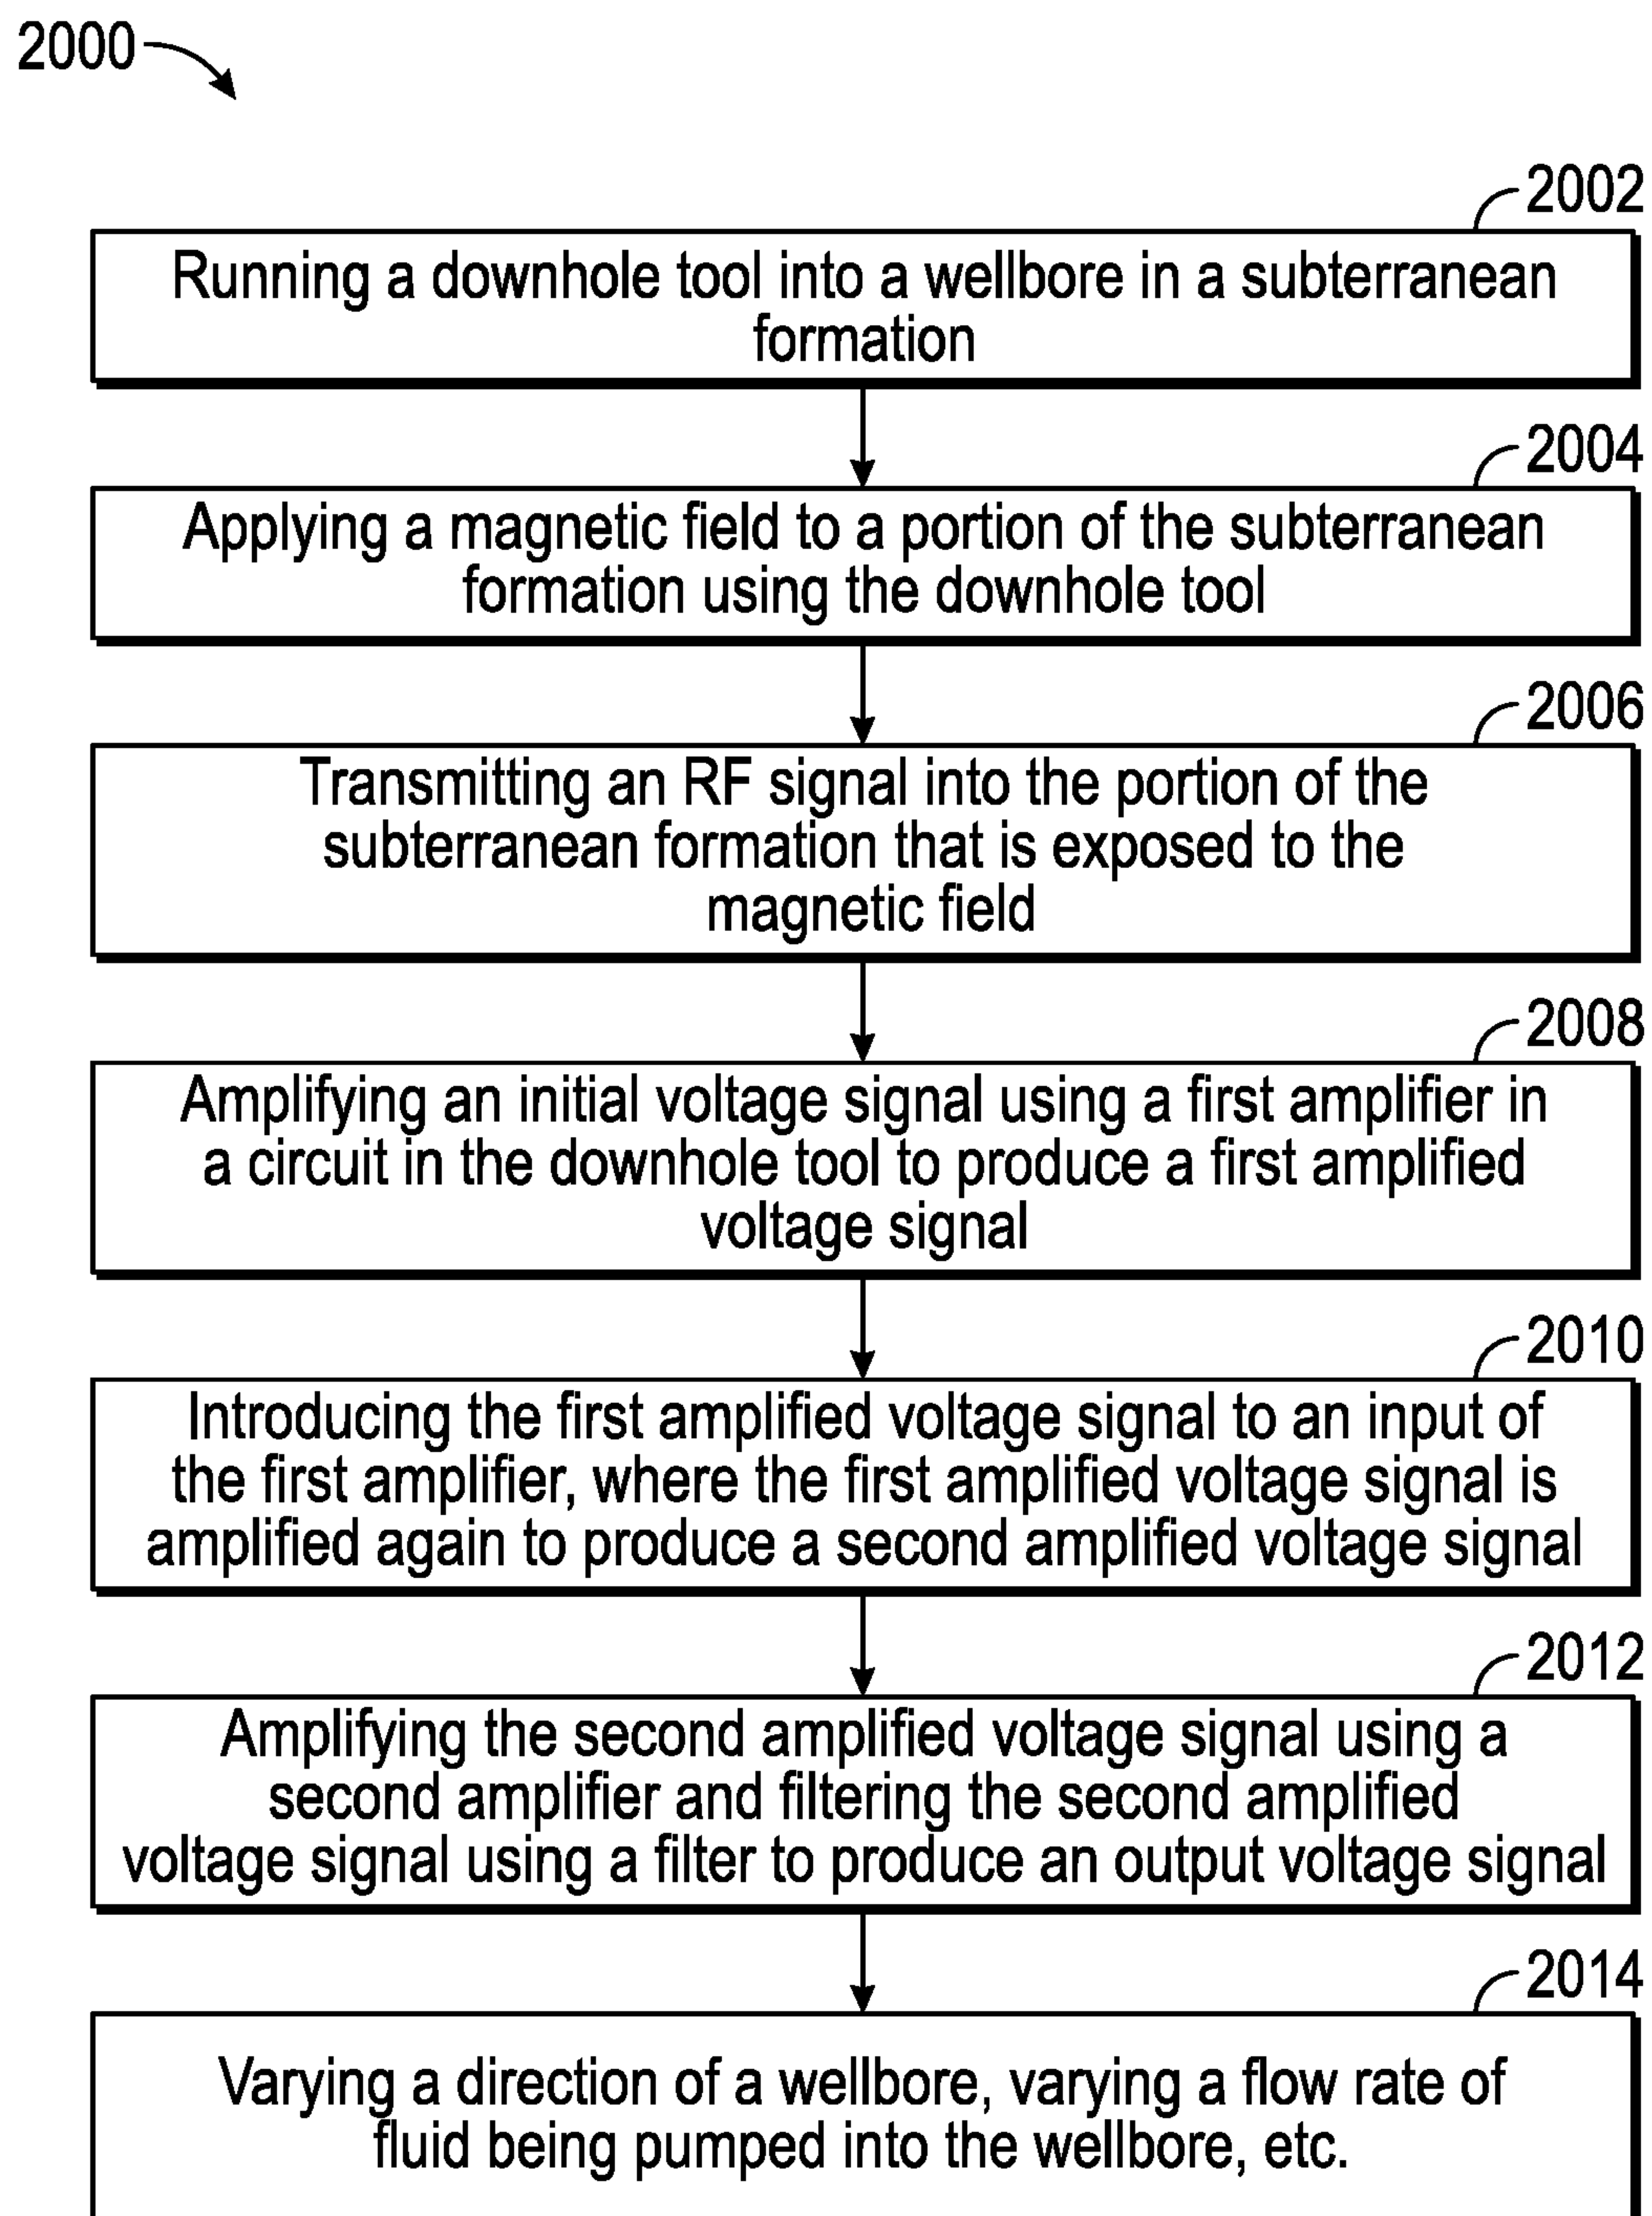 2000
2002
Running a downhole tool into a wellbore in a subterranean
formation
2004
Applying a magnetic field to a portion of the subterranean
formation using the downhole tool
2006
Transmitting an RF signal into the portion of the
subterranean formation that is exposed to the
magnetic field
2008
Amplifying an initial voltage signal using a first amplifier in
a circuit in the downhole tool to produce a first amplified
voltage signal
2010
Introducing the first amplified voltage signal to an input of
the first amplifier, where the first amplified voltage signal is
amplified again to produce a second amplified voltage signal
2012
Amplifying the second amplified voltage signal using a
second amplifier and filtering the second amplified
voltage signal using a filter to produce an output voltage signal
2014
Varying a direction of a wellbore, varying a flow rate of
fluid being pumped into the wellbore, etc.